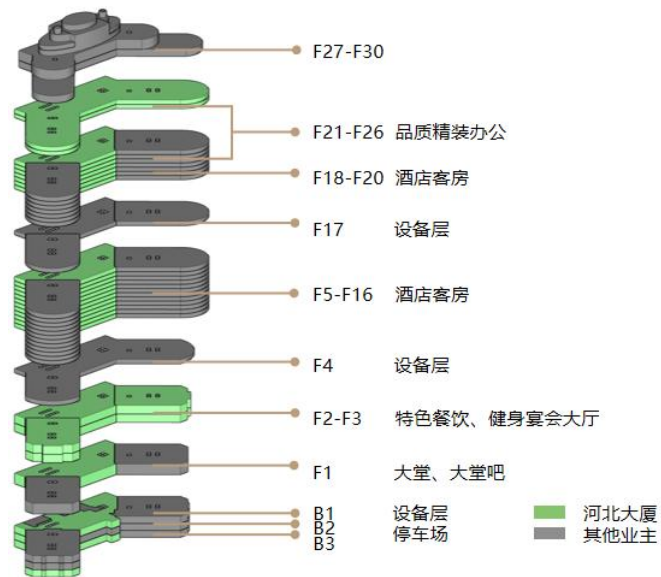 F27-F30
F21-F26 品质精装办公
F18-F20 酒店客房
F17 设备层
F5-F16 酒店客房
F4 设备层
F2-F3 特色餐饮、健身宴会大厅
F1 大堂、大堂吧
B1 设备层 河北大厦
B2 停车场 其他业主
B3